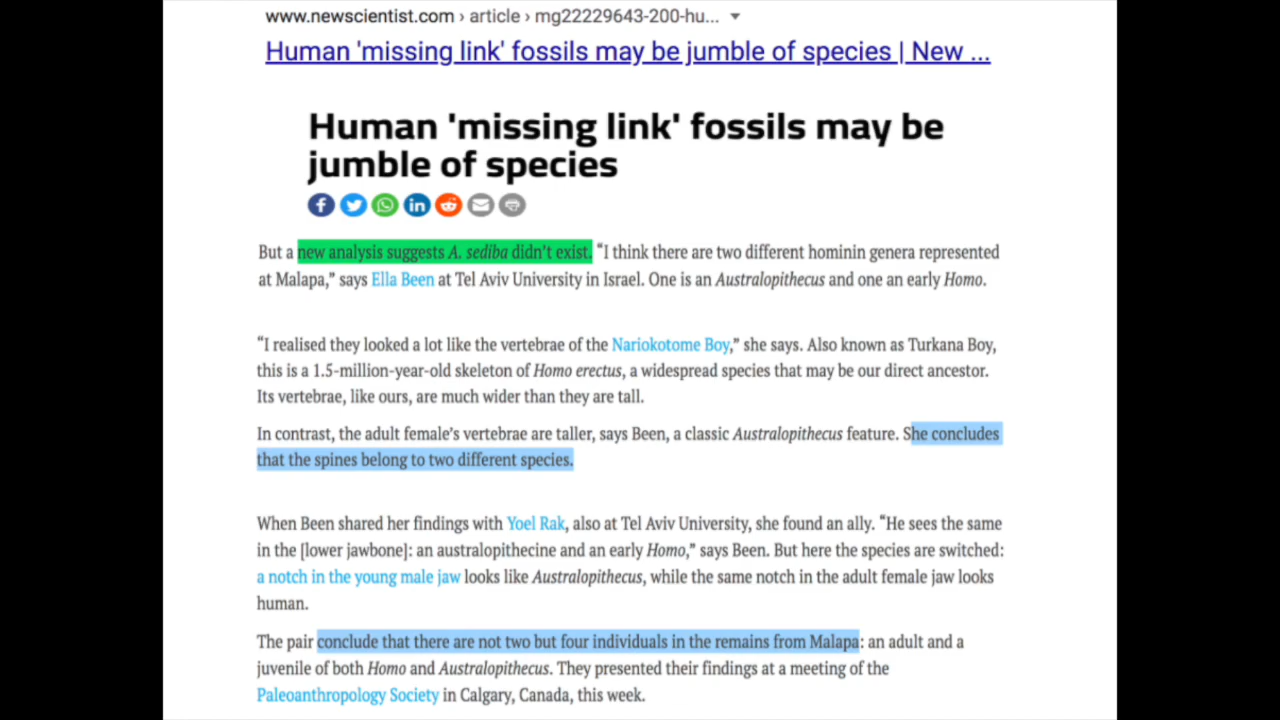 www.newscientist.com › article › mg22229643-200-hu...
Human 'missing link' fossils may be jumble of species | New ...
Human 'missing link' fossils may be
jumble of species
But a new analysis suggests A. sediba didn't exist. “I think there are two different hominin genera represented
at Malapa,” says Ella Been at Tel Aviv University in Israel. One is an Australopithecus and one an early Homo.
“I realised they looked a lot like the vertebrae of the Nariokotome Boy,” she says. Also known as Turkana Boy,
this is a 1.5-million-year-old skeleton of Homo erectus, a widespread species that may be our direct ancestor.
Its vertebrae, like ours, are much wider than they are tall.
In contrast, the adult female's vertebrae are taller, says Been, a classic Australopithecus feature. She concludes
that the spines belong to two different species.
When Been shared her findings with Yoel Rak, also at Tel Aviv University, she found an ally. “He sees the same
in the [lower jawbone]: an australopithecine and an early Homo,” says Been. But here the species are switched:
a notch in the young male jaw looks like Australopithecus, while the same notch in the adult female jaw looks
human.
The pair conclude that there are not two but four individuals in the remains from Malapa: an adult and a
juvenile of both Homo and Australopithecus. They presented their findings at a meeting of the
Paleoanthropology Society in Calgary, Canada, this week.